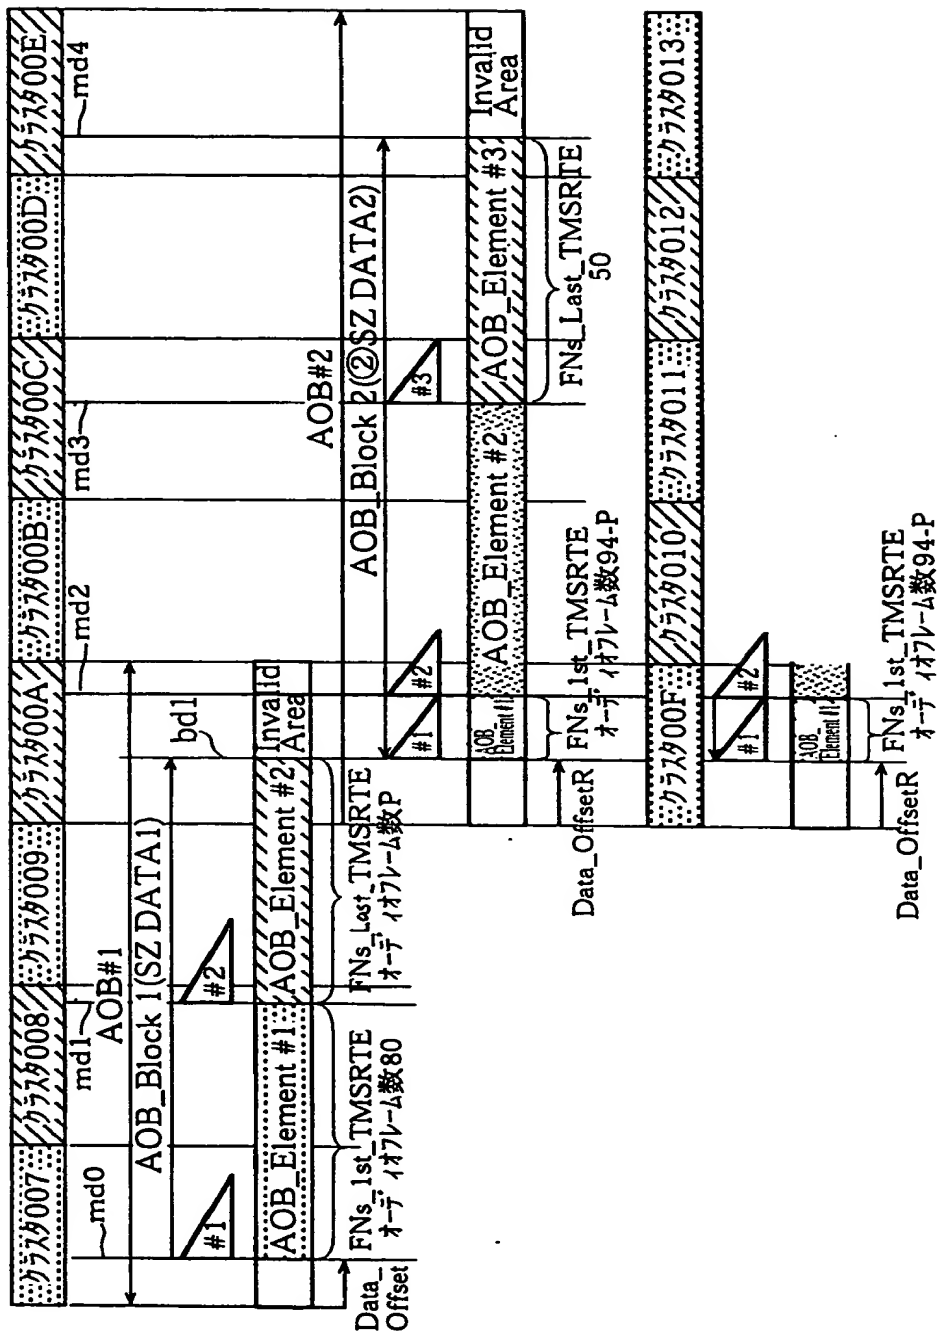 クラスタ007
クラスタ008
クラスタ009
クラスタ00A
クラスタ00B
クラスタ00C
クラスタ00D
クラスタ00E
md0
md1
bd1
md2
md3
md4
AOB#1
AOB_Block 1(SZ DATA1)
#1
#2
AOB_Element #1
AOB_Element #2
Invalid
Area
Data_
Offset
FNs_1st_TMSRTE
オーディオフレーム数80
FNs_Last_TMSRTE
オーディオフレーム数P
AOB#2
AOB_Block 2(②SZ DATA2)
#1
#2
#3
AOB_
Element #1
AOB_Element #2
AOB_Element #3
Invalid
Area
Data_OffsetR
FNs_1st_TMSRTE
オーディオフレーム数94-P
FNs_Last_TMSRTE
50
クラスタ00F
クラスタ010
クラスタ011
クラスタ012
クラスタ013
#1
#2
AOB_
Element #1
Data_OffsetR
FNs_1st_TMSRTE
オーディオフレーム数94-P